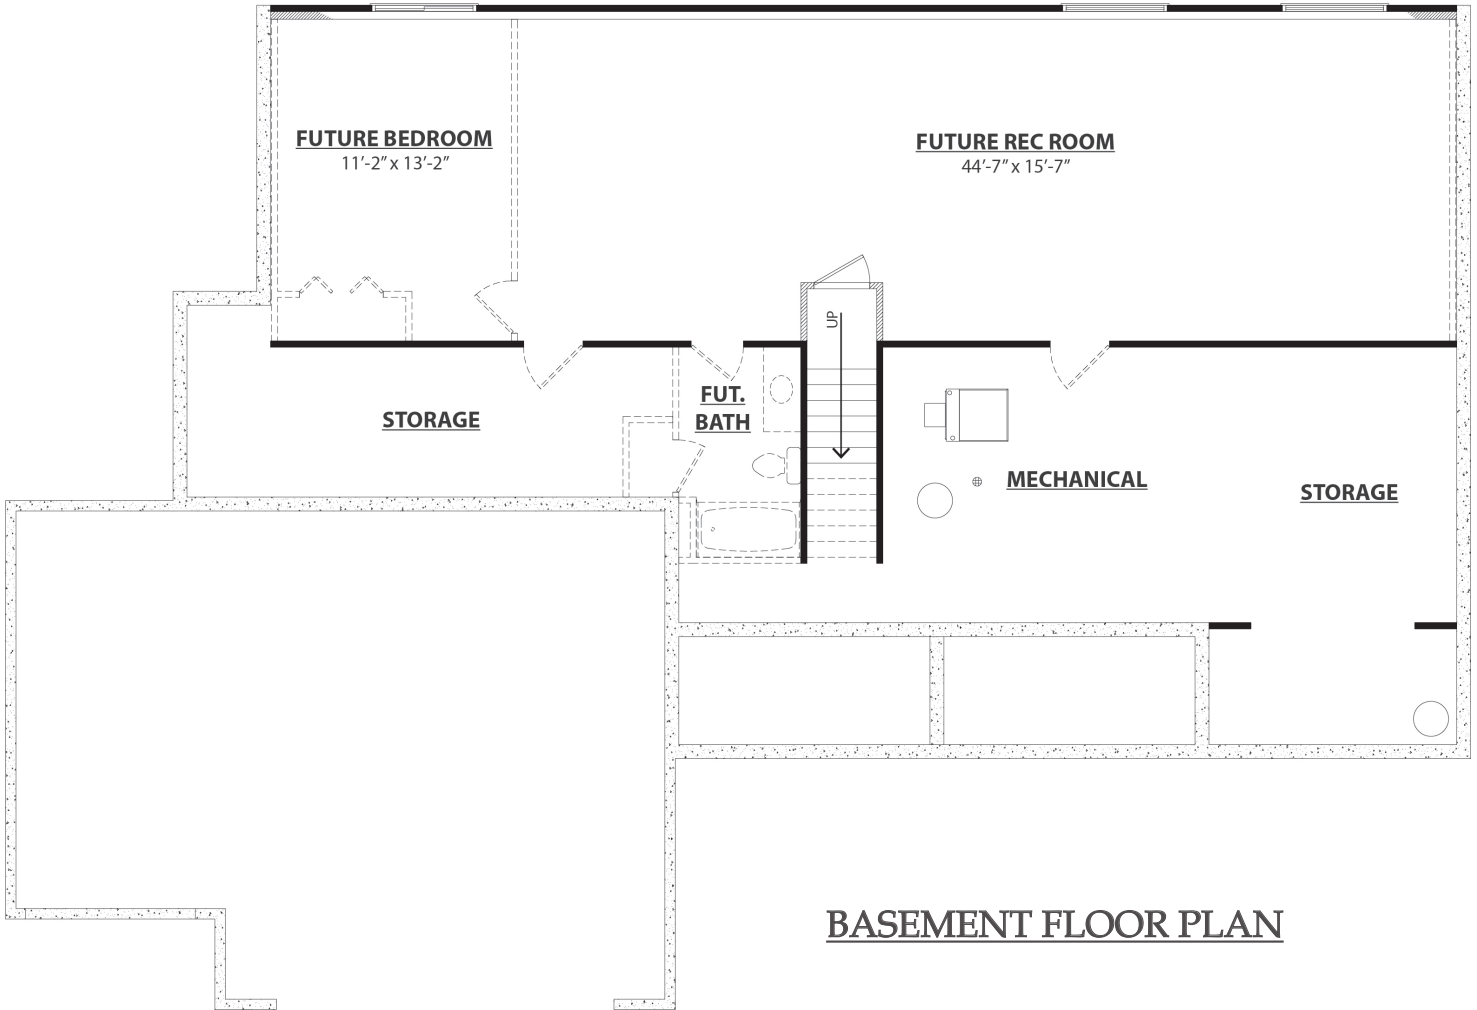 FUTURE BEDROOM
11’-2” x 13’-2”
FUTURE REC ROOM
44’-7” x 15’-7”
UP
FUT.
BATH
STORAGE
MECHANICAL
STORAGE
BASEMENT FLOOR PLAN